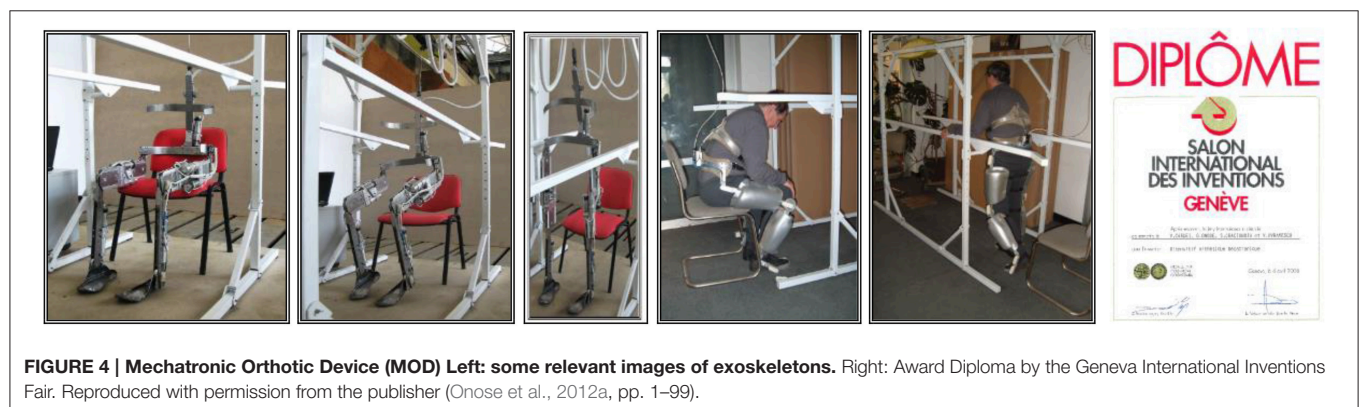 DIPLÔME
SALON
INTERNATIONAL
DES INVENTIONS
GENÈVE
FIGURE 4 | Mechatronic Orthotic Device (MOD) Left: some relevant images of exoskeletons. Right: Award Diploma by the Geneva International Inventions
Fair. Reproduced with permission from the publisher (Onose et al., 2012a, pp. 1–99).